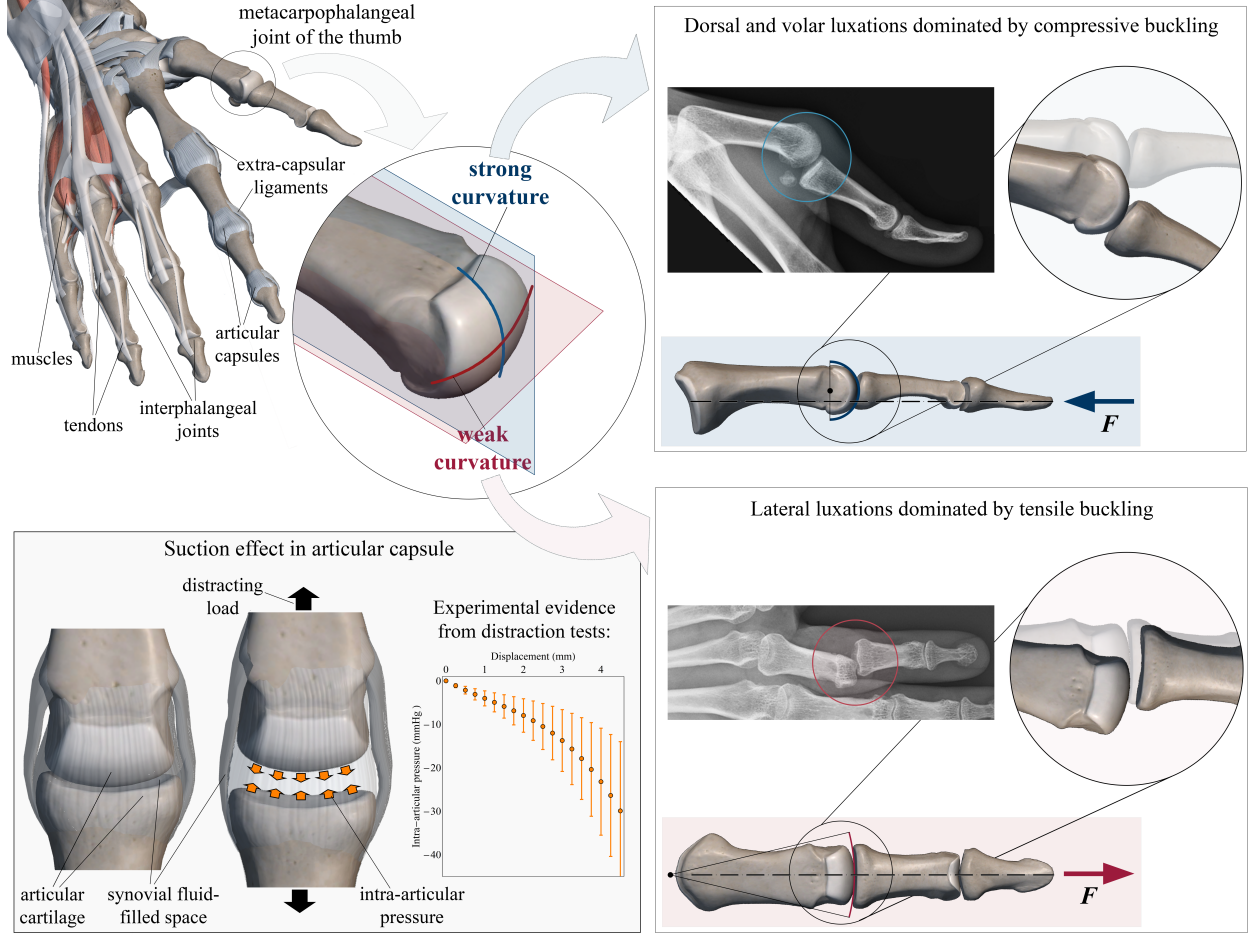 metacarpophalangeal
joint of the thumb
extra-capsular
ligaments
articular
capsules
muscles
tendons
interphalangeal
joints
strong
curvature
weak
curvature
Dorsal and volar luxations dominated by compressive buckling
F
Lateral luxations dominated by tensile buckling
F
Suction effect in articular capsule
distracting
load
articular
cartilage
synovial fluid-
filled space
intra-articular
pressure
Experimental evidence
from distraction tests:
Displacement (mm)
0 1 2 3 4
Intra-articular pressure (mmHg)
0
-10
-20
-30
-40